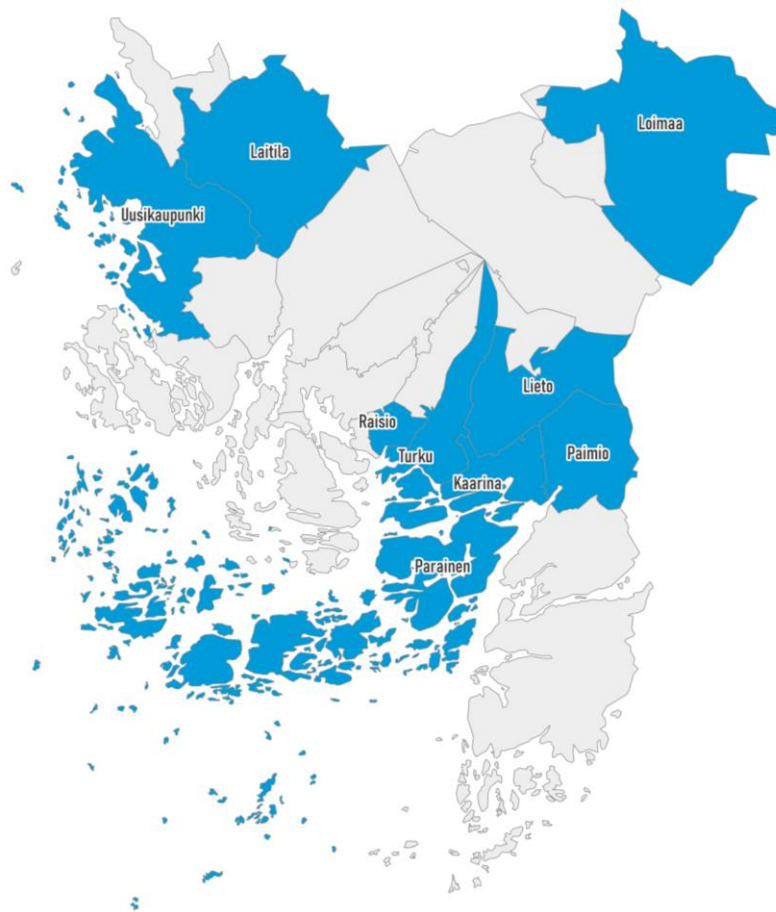 Loimaa
Laitila
Uusikaupunki
Lieto
Raisio
Turku
Paimio
Kaarina
Parainen